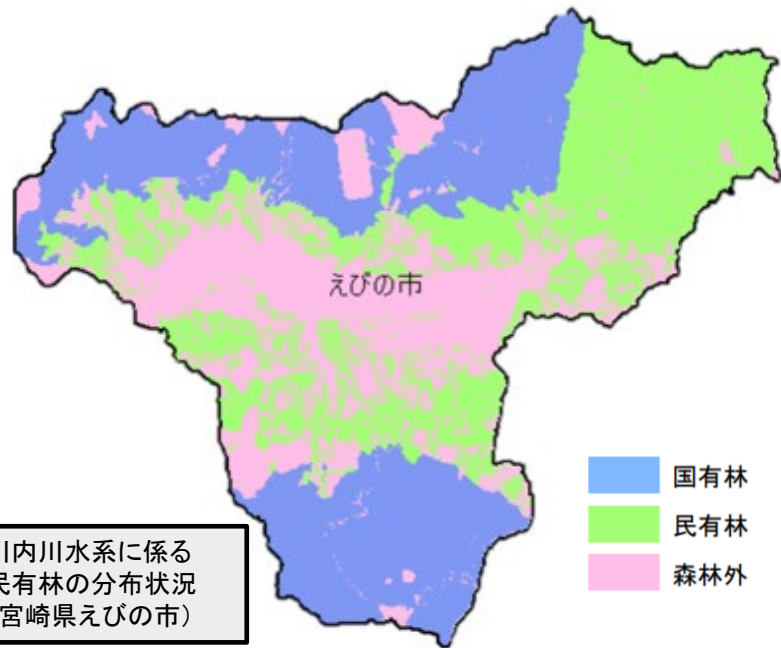 えびの市
国有林
民有林
森林外
川内川水系に係る
民有林の分布状況
宮崎県えびの市）